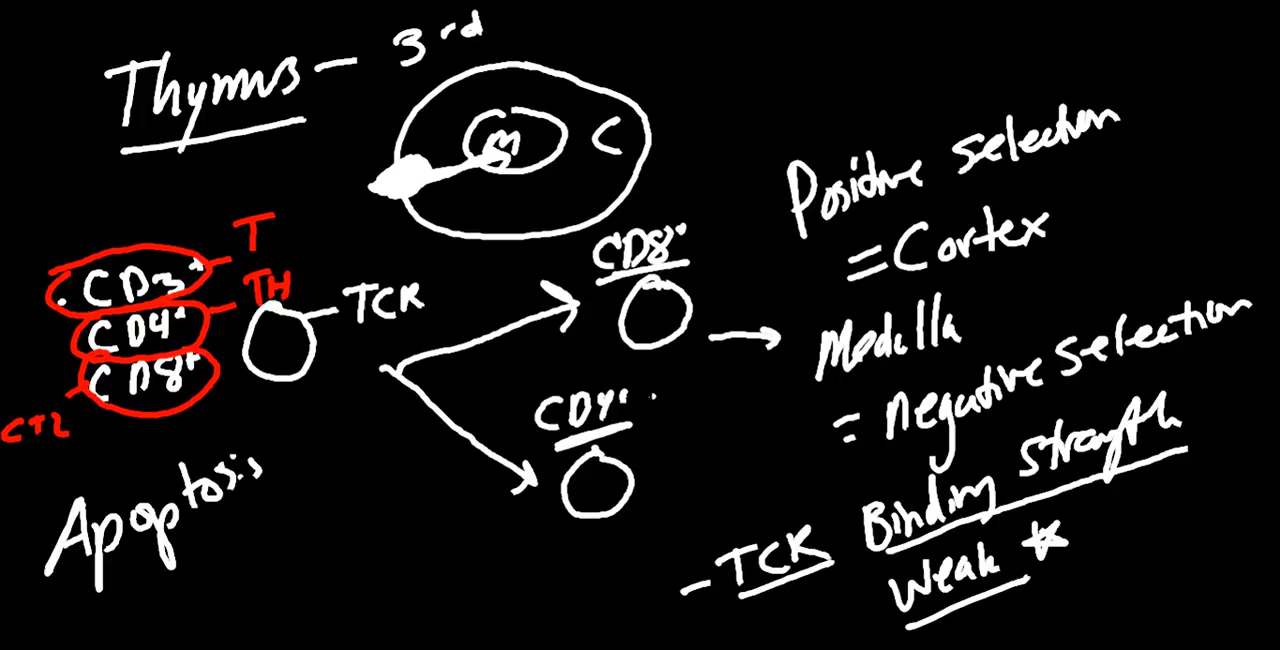 Thymus - 3rd
M C
Positive selection
= Cortex
T
CD3+
TH
CD4+
CD8+
CTL
TCR
CD8+
CD4+
Medulla
= negative selection
Apoptosis
- TCR Binding strength
Weak